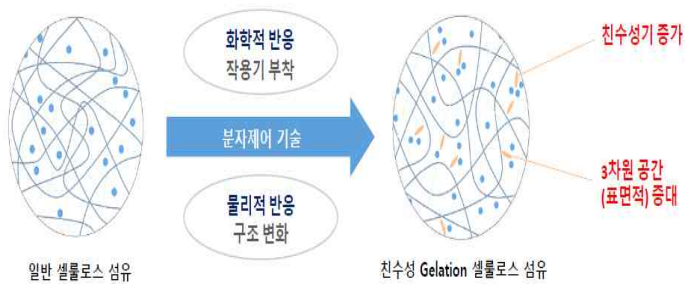 화학적 반응
작용기 부착
친수성기 증가
분자제어 기술
3차원 공간
(표면적) 증대
물리적 반응
구조 변화
일반 셀룰로스 섬유
친수성 Gelation 셀룰로스 섬유